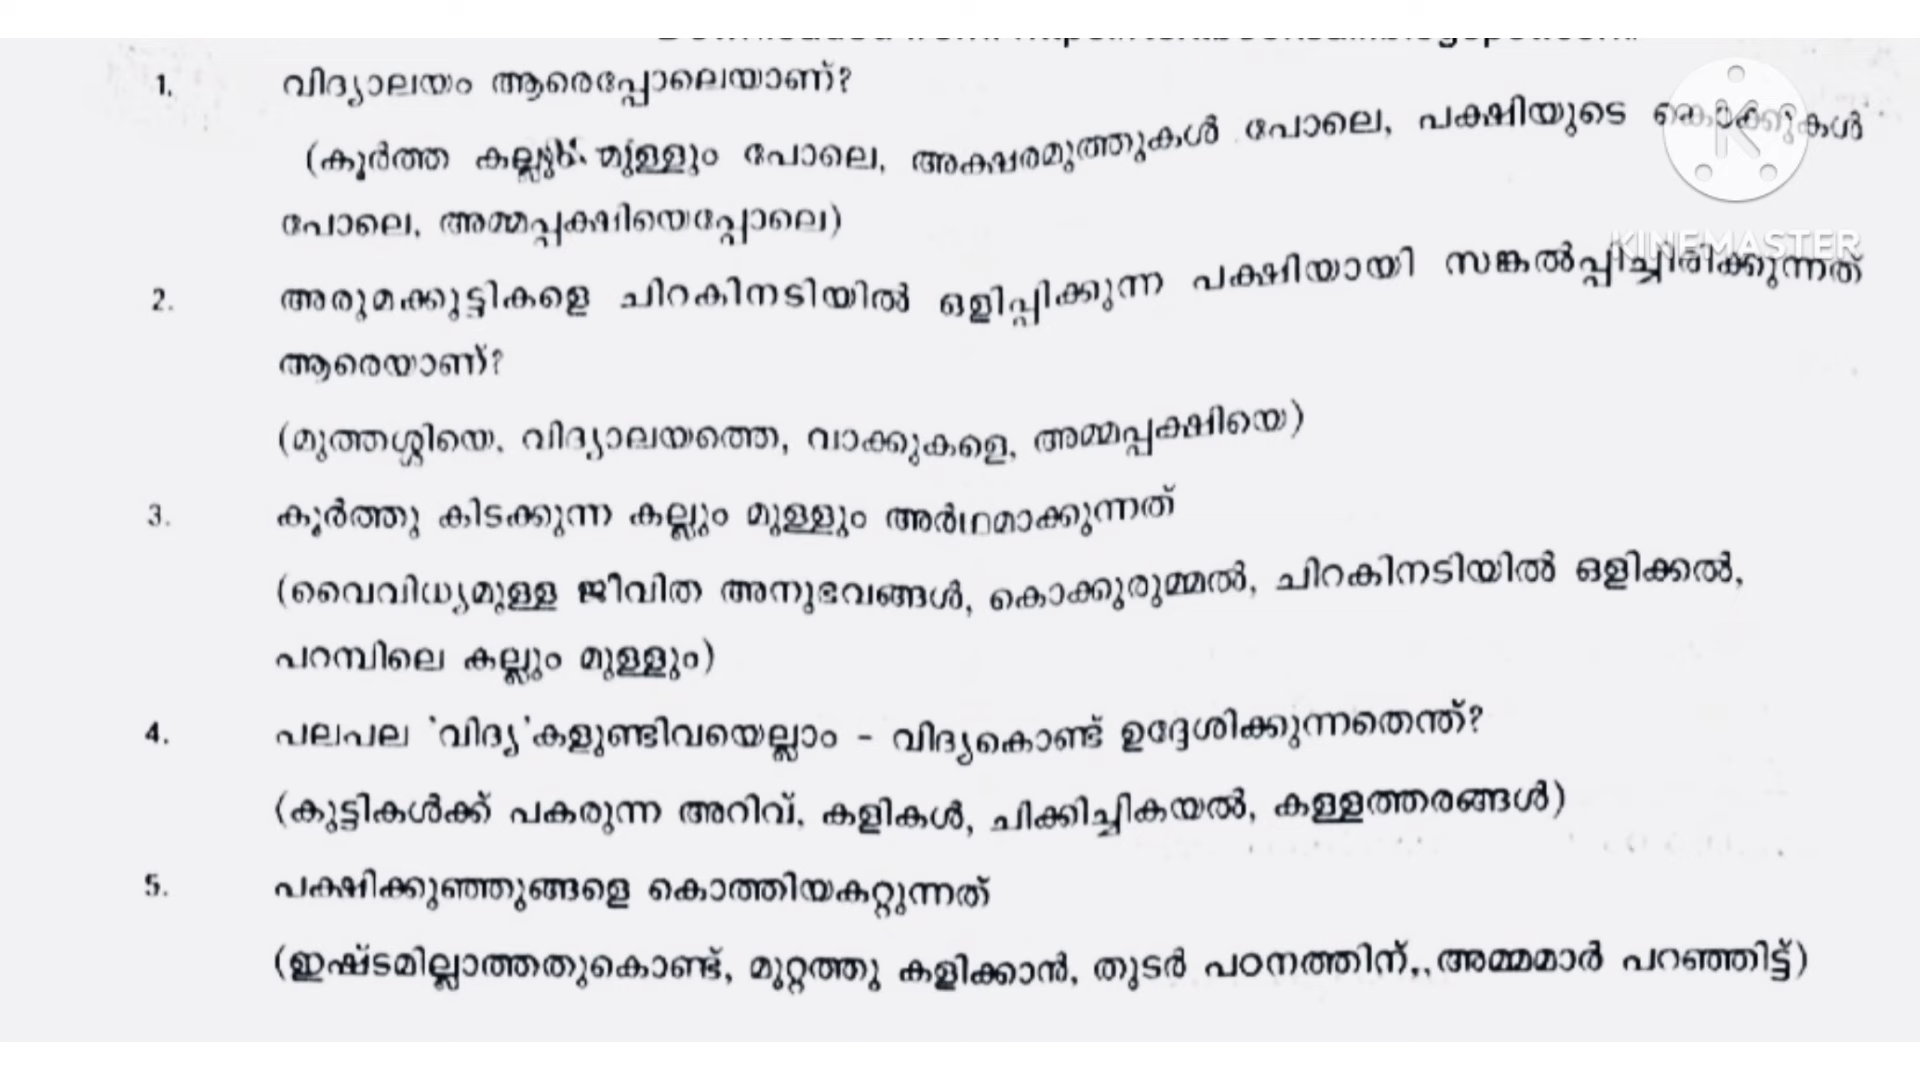 1. വിദ്യാലയം ആരെപ്പോലെയാണ്?
(കൂർത്ത മുള്ളും പോലെ, അക്ഷരമുത്തുകൾ പോലെ, പക്ഷിയുടെ കൊക്കുകൾ
പോലെ, അമ്മപ്പക്ഷിയെപ്പോലെ)
KINEMASTER
2. അരുമക്കുട്ടികളെ ചിറകിനടിയിൽ ഒളിപ്പിക്കുന്ന പക്ഷിയായി സങ്കൽപ്പിച്ചിരിക്കുന്നത്
ആരെയാണ്?
(മുത്തശ്ശിയെ, വിദ്യാലയത്തെ, വാക്കുകളെ, അമ്മപ്പക്ഷിയെ)
3. കൂർത്തു കിടക്കുന്ന കല്ലും മുള്ളും അർഥമാക്കുന്നത്
(വൈവിധ്യമുള്ള ജീവിത അനുഭവങ്ങൾ, കൊക്കുരുമ്മൽ, ചിറകിനടിയിൽ ഒളിക്കൽ,
പറമ്പിലെ കല്ലും മുള്ളും)
4. പലപല 'വിദ്യ'കളുണ്ടിവയെല്ലാം - വിദ്യകൊണ്ട് ഉദ്ദേശിക്കുന്നതെന്ത്?
(കുട്ടികൾക്ക് പകരുന്ന അറിവ്, കളികൾ, ചിക്കിച്ചികയൽ, കള്ളത്തരങ്ങൾ)
5. പക്ഷിക്കുഞ്ഞുങ്ങളെ കൊത്തിയകറ്റുന്നത്
(ഇഷ്ടമില്ലാത്തതുകൊണ്ട്, മുറ്റത്തു കളിക്കാൻ, തുടർ പഠനത്തിന്,, അമ്മമാർ പറഞ്ഞിട്ട്)